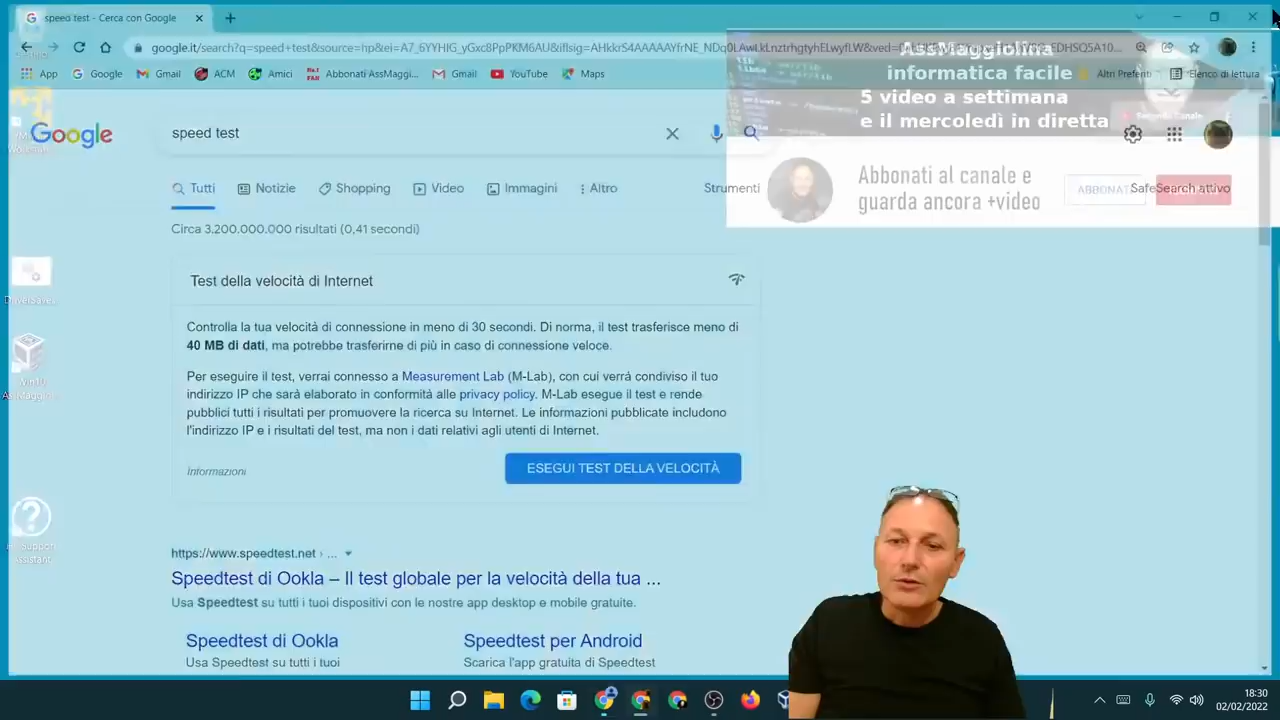 speed test - Cerca con Google
google.it/search?q=speed+test&source=hp&ei=A7_6YYHIG_yGxc8PpPKM6AU&iflsig=AHkkrS4AAAAAYfrNE_NDq0LAwILkLnztrhgtyhELwyfLW&ved=
App
Google
Gmail
ACM
Amici
Abbonati AssMaggi...
Gmail
YouTube
Maps
Altri Preferiti
Elenco di lettura
AssMaggiolina
informatica facile
5 video a settimana
e il mercoledì in diretta
Google
speed test
Abbonati al canale e
guarda ancora +video
ABBONATI
Tutti
Notizie
Shopping
Video
Immagini
Altro
Strumenti
SafeSearch attivo
Circa 3.200.000.000 risultati (0,41 secondi)
Test della velocità di Internet
Controlla la tua velocità di connessione in meno di 30 secondi. Di norma, il test trasferisce meno di
40 MB di dati, ma potrebbe trasferirne di più in caso di connessione veloce.
Per eseguire il test, verrai connesso a Measurement Lab (M-Lab), con cui verrà condiviso il tuo
indirizzo IP che sarà elaborato in conformità alle privacy policy. M-Lab esegue il test e rende
pubblici tutti i risultati per promuovere la ricerca su Internet. Le informazioni pubblicate includono
l'indirizzo IP e i risultati del test, ma non i dati relativi agli utenti di Internet.
Informazioni
ESEGUI TEST DELLA VELOCITÀ
https://www.speedtest.net › ...
Speedtest di Ookla – Il test globale per la velocità della tua ...
Usa Speedtest su tutti i tuoi dispositivi con le nostre app desktop e mobile gratuite.
Speedtest di Ookla
Speedtest per Android
Usa Speedtest su tutti i tuoi
Scarica l'app gratuita di Speedtest
18:30
02/02/2022